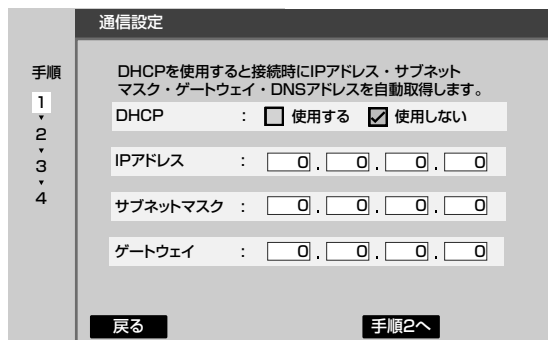 通信設定
手順
1
2
3
4
DHCPを使用すると接続時にIPアドレス・サブネット
マスク・ゲートウェイ・DNSアドレスを自動取得します。
DHCP : 使用する 使用しない
IPアドレス : 0 . 0 . 0 . 0
サブネットマスク : 0 . 0 . 0 . 0
ゲートウェイ : 0 . 0 . 0 . 0
戻る 手順2へ